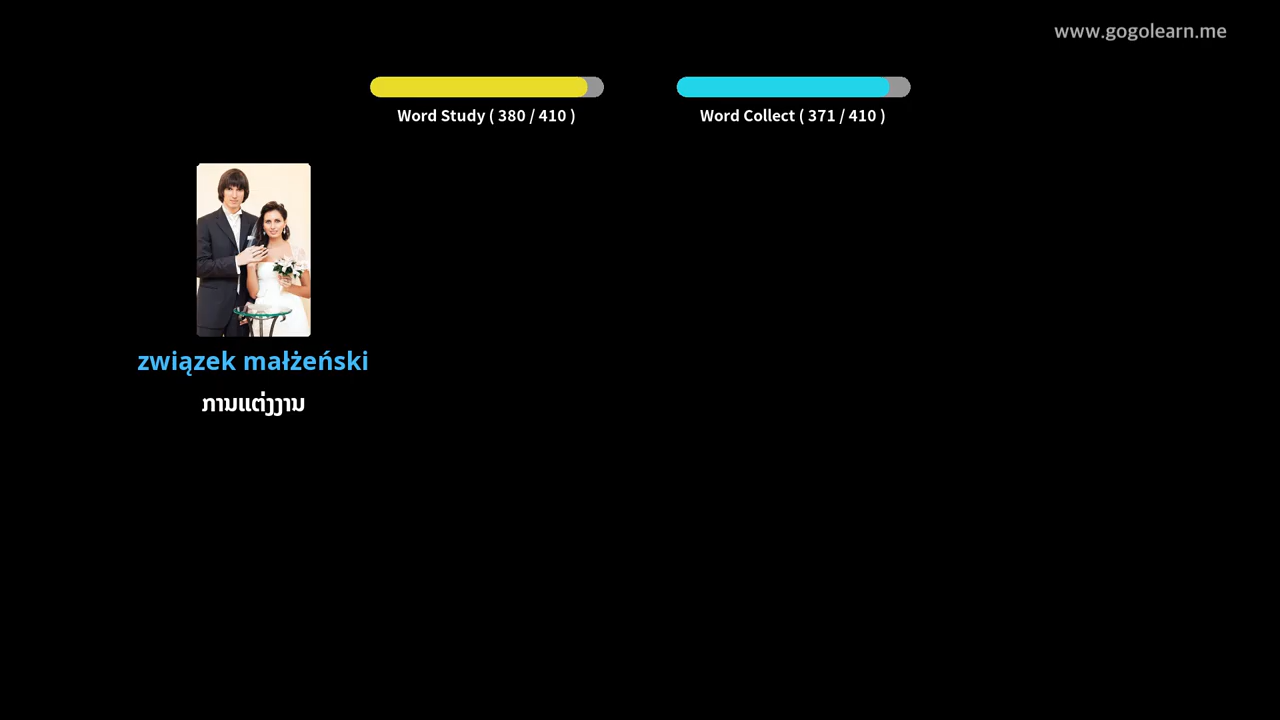 www.gogolearn.me
Word Study ( 380 / 410 )
Word Collect ( 371 / 410 )
związek małżeński
ການແຕ່ງງານ